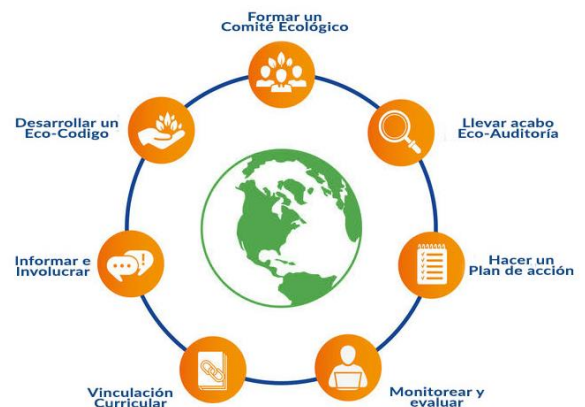 Formar un
Comité Ecológico
Llevar acabo
Eco-Auditoría
Hacer un
Plan de acción
Monitorear y
evaluar
Vinculación
Curricular
Informar e
Involucrar
Desarrollar un
Eco-Codigo